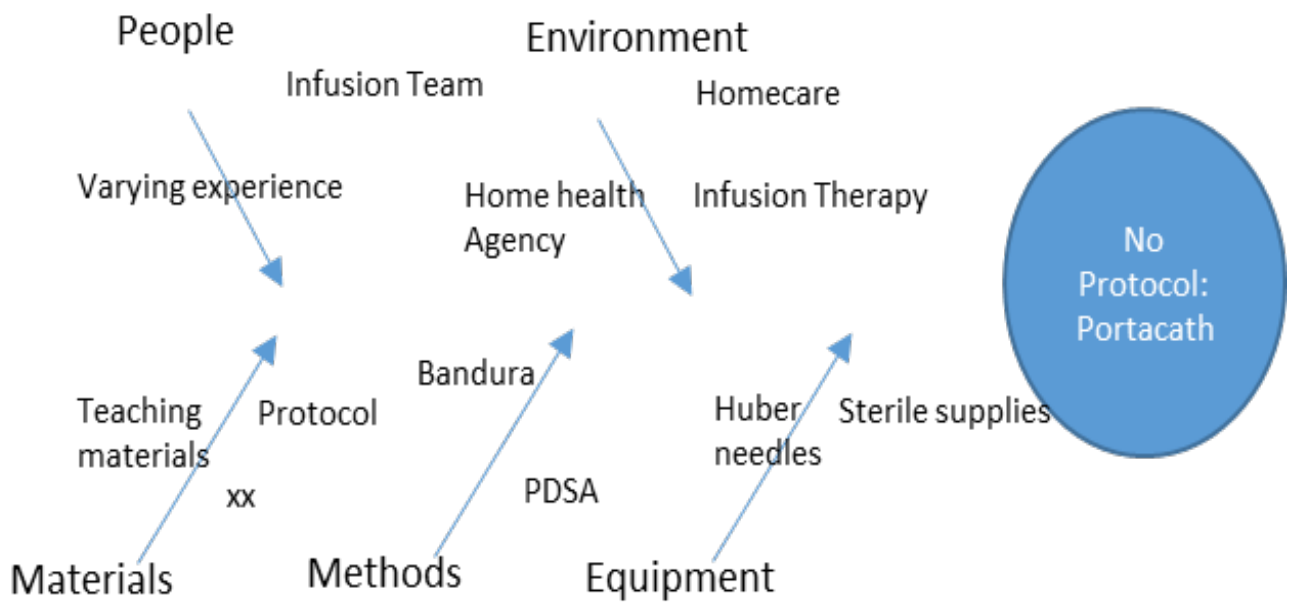 People
Environment
Infusion Team
Homecare
Varying experience
Home health
Agency
Infusion Therapy
No
Protocol:
Portacath
Bandura
Teaching
materials
Protocol
Huber
needles
Sterile supplies
xx
PDSA
Materials
Methods
Equipment